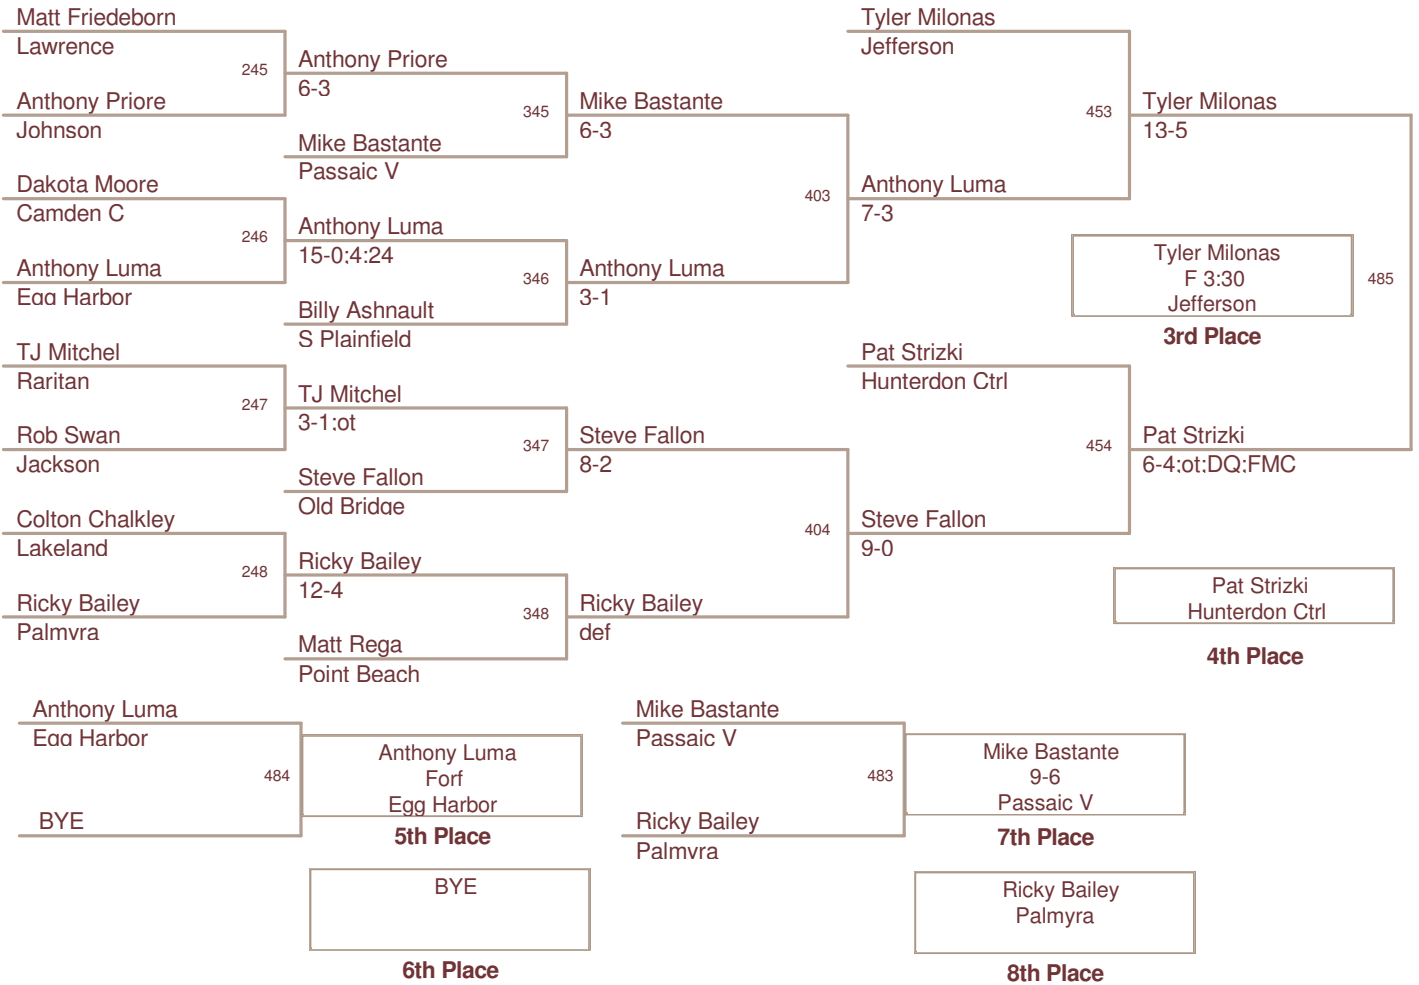 Matt Friedeborn
Lawrence
245
Anthony Priore
Johnson
Dakota Moore
Camden C
246
Anthony Luma
Egg Harbor
TJ Mitchel
Raritan
247
Rob Swan
Jackson
Colton Chalkley
Lakeland
248
Ricky Bailey
Palmyra
Anthony Priore
6-3
345
Mike Bastante
Passaic V
Anthony Luma
15-0;4:24
346
Billy Ashnault
S Plainfield
TJ Mitchel
3-1;ot
347
Steve Fallon
Old Bridge
Ricky Bailey
12-4
348
Matt Rega
Point Beach
Mike Bastante
6-3
403
Anthony Luma
3-1
Steve Fallon
8-2
404
Ricky Bailey
def
Tyler Milonas
Jefferson
453
Anthony Luma
7-3
Pat Strizki
Hunterdon Ctrl
454
Steve Fallon
9-0
Tyler Milonas
13-5
485
Pat Strizki
6-4;ot;DQ;FMC
Tyler Milonas
F 3:30
Jefferson
3rd Place
Pat Strizki
Hunterdon Ctrl
4th Place
Anthony Luma
Egg Harbor
484
BYE
Anthony Luma
Forf
Egg Harbor
5th Place
BYE
6th Place
Mike Bastante
Passaic V
483
Ricky Bailey
Palmyra
Mike Bastante
9-6
Passaic V
7th Place
Ricky Bailey
Palmyra
8th Place